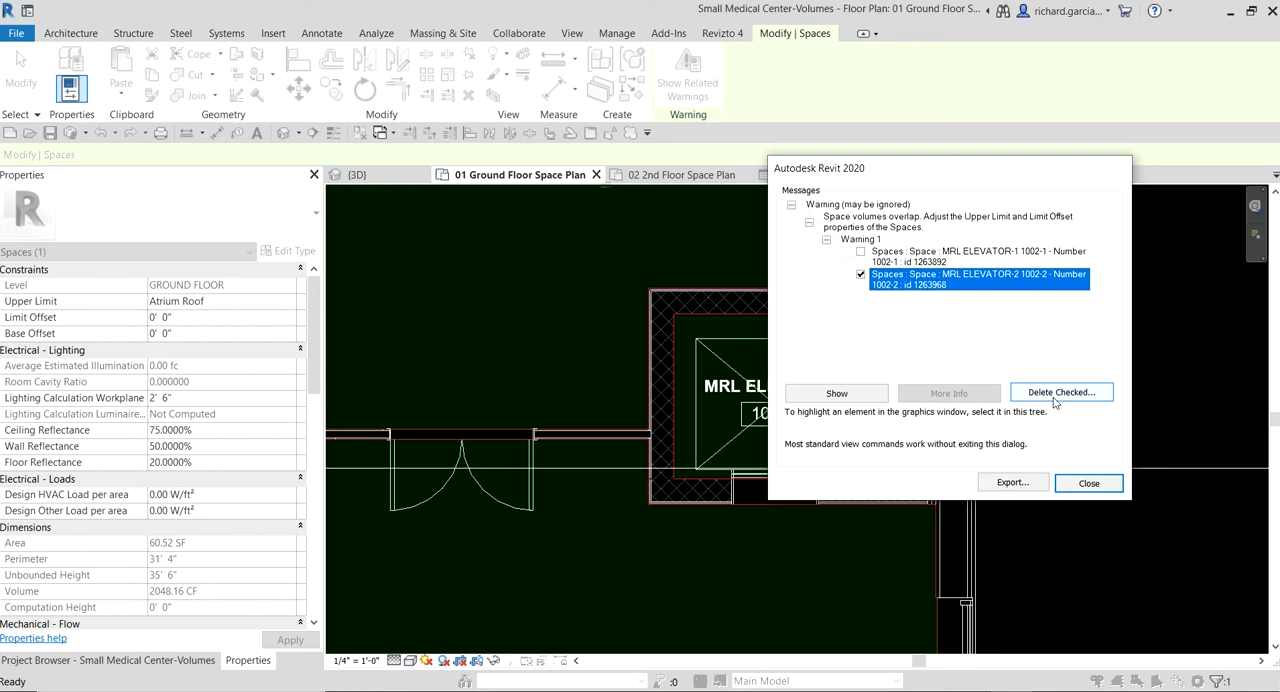 Small Medical Center-Volumes - Floor Plan: 01 Ground Floor S...
richard.garcia...
File Architecture Structure Steel Systems Insert Annotate Analyze Massing & Site Collaborate View Manage Add-Ins Revizto 4 Modify | Spaces
Modify
Paste
Cope
Cut
Join
Show Related
Warnings
Select Properties Clipboard Geometry Modify View Measure Create Warning
Modify | Spaces
Properties
{3D} 01 Ground Floor Space Plan 02 2nd Floor Space Plan
Spaces (1) Edit Type
Constraints
Level GROUND FLOOR
Upper Limit Atrium Roof
Limit Offset 0' 0"
Base Offset 0' 0"
Electrical - Lighting
Average Estimated Illumination 0.00 fc
Room Cavity Ratio 0.000000
Lighting Calculation Workplane 2' 6"
Lighting Calculation Luminaire... Not Computed
Ceiling Reflectance 75.0000%
Wall Reflectance 50.0000%
Floor Reflectance 20.0000%
Electrical - Loads
Design HVAC Load per area 0.00 W/ft²
Design Other Load per area 0.00 W/ft²
Dimensions
Area 60.52 SF
Perimeter 31' 4"
Unbounded Height 35' 6"
Volume 2048.16 CF
Computation Height 0' 0"
Mechanical - Flow
Properties help Apply
Project Browser - Small Medical Center-Volumes Properties
MRL EL
10
Autodesk Revit 2020
Messages
Warning (may be ignored)
Space volumes overlap. Adjust the Upper Limit and Limit Offset
properties of the Spaces.
Warning 1
Spaces : Space : MRL ELEVATOR-1 1002-1 - Number
1002-1 : id 1263892
Spaces : Space : MRL ELEVATOR-2 1002-2 - Number
1002-2 : id 1263968
Show More Info Delete Checked...
To highlight an element in the graphics window, select it in this tree.
Most standard view commands work without exiting this dialog.
Export... Close
1/4" = 1'-0"
Ready :0 Main Model :1